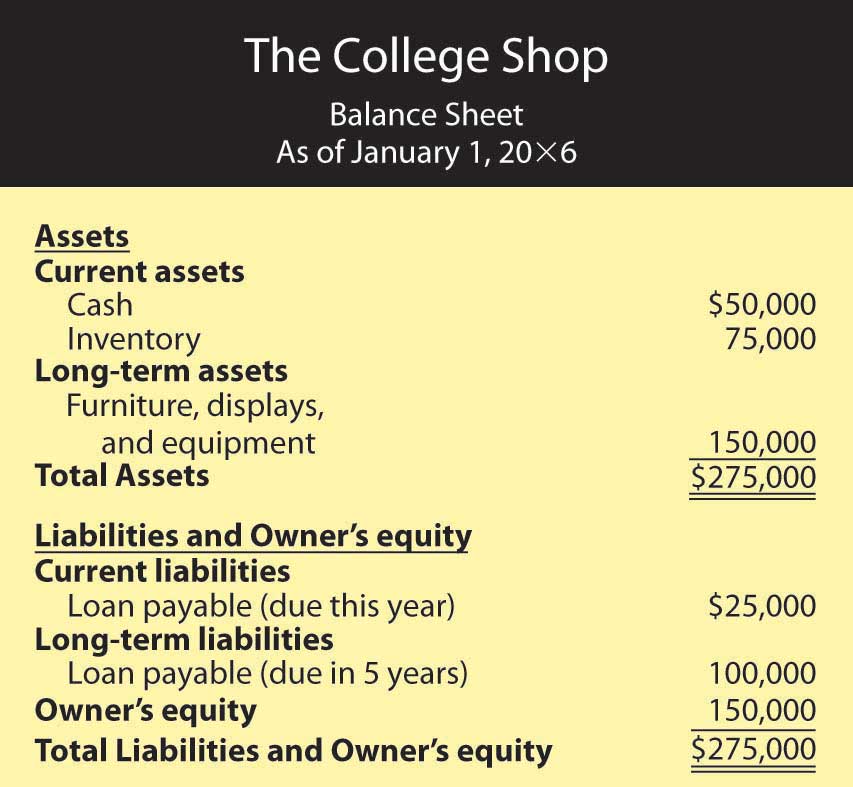 The College Shop
Balance Sheet
As of January 1, 20×6
Assets
Current assets
Cash $50,000
Inventory 75,000
Long-term assets
Furniture, displays,
and equipment 150,000
Total Assets $275,000
Liabilities and Owner’s equity
Current liabilities
Loan payable (due this year) $25,000
Long-term liabilities
Loan payable (due in 5 years) 100,000
Owner’s equity 150,000
Total Liabilities and Owner’s equity $275,000